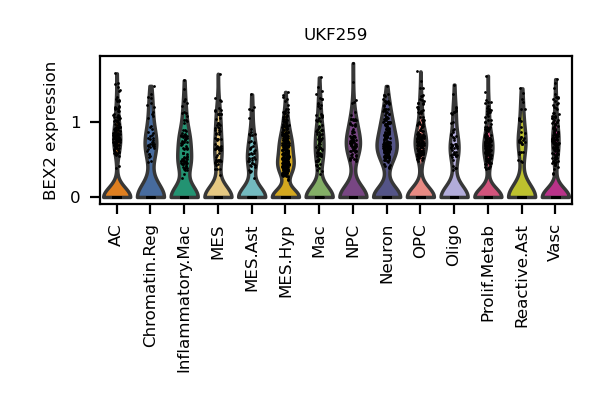 UKF259
BEX2 expression
1
0
AC
Chromatin.Reg
Inflammatory.Mac
MES
MES.Ast
MES.Hyp
Mac
NPC
Neuron
OPC
Oligo
Prolif.Metab
Reactive.Ast
Vasc